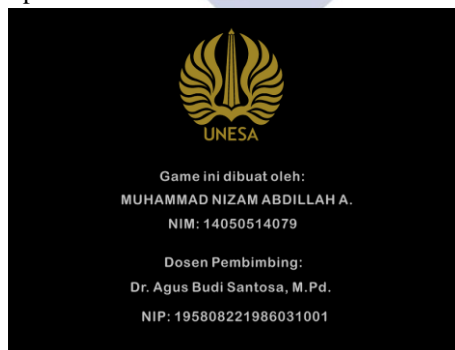 UNESA
Game ini dibuat oleh:
MUHAMMAD NIZAM ABDILLAH A.
NIM: 14050514079
Dosen Pembimbing:
Dr. Agus Budi Santosa, M.Pd.
NIP: 195808221986031001